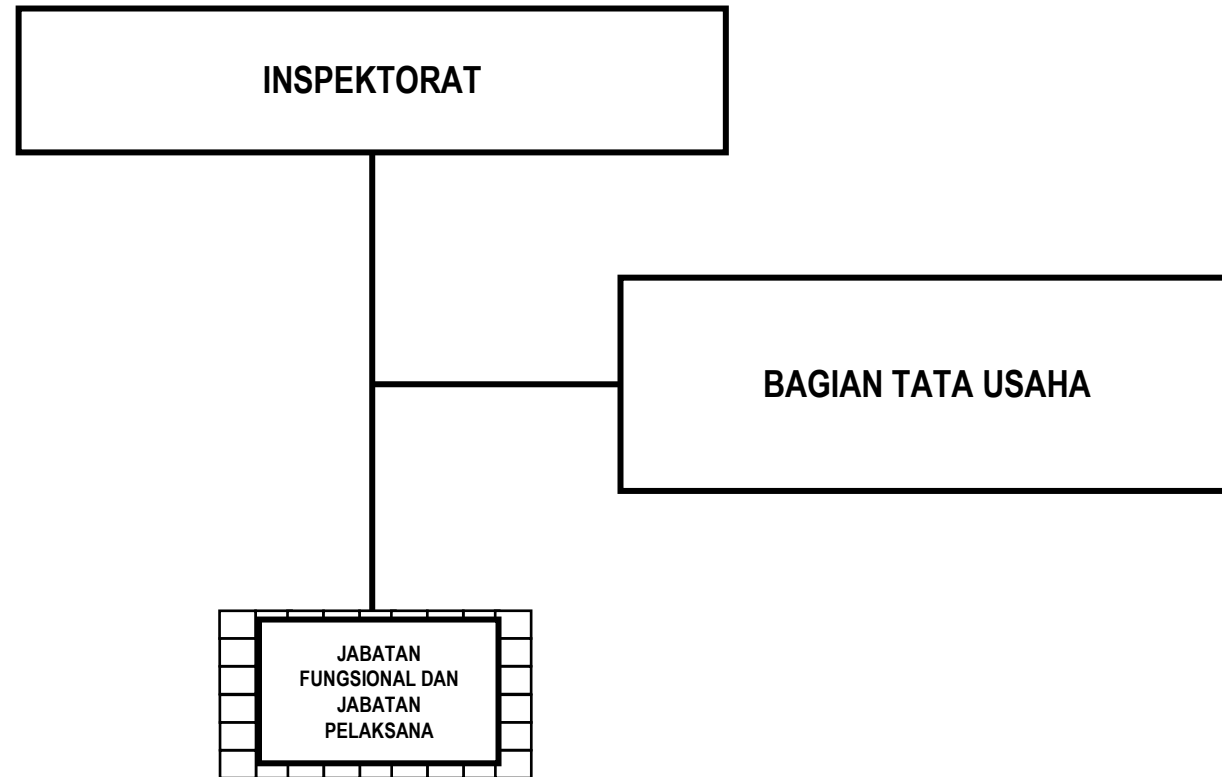 INSPEKTORAT
BAGIAN TATA USAHA
JABATAN
FUNGSIONAL DAN
JABATAN
PELAKSANA